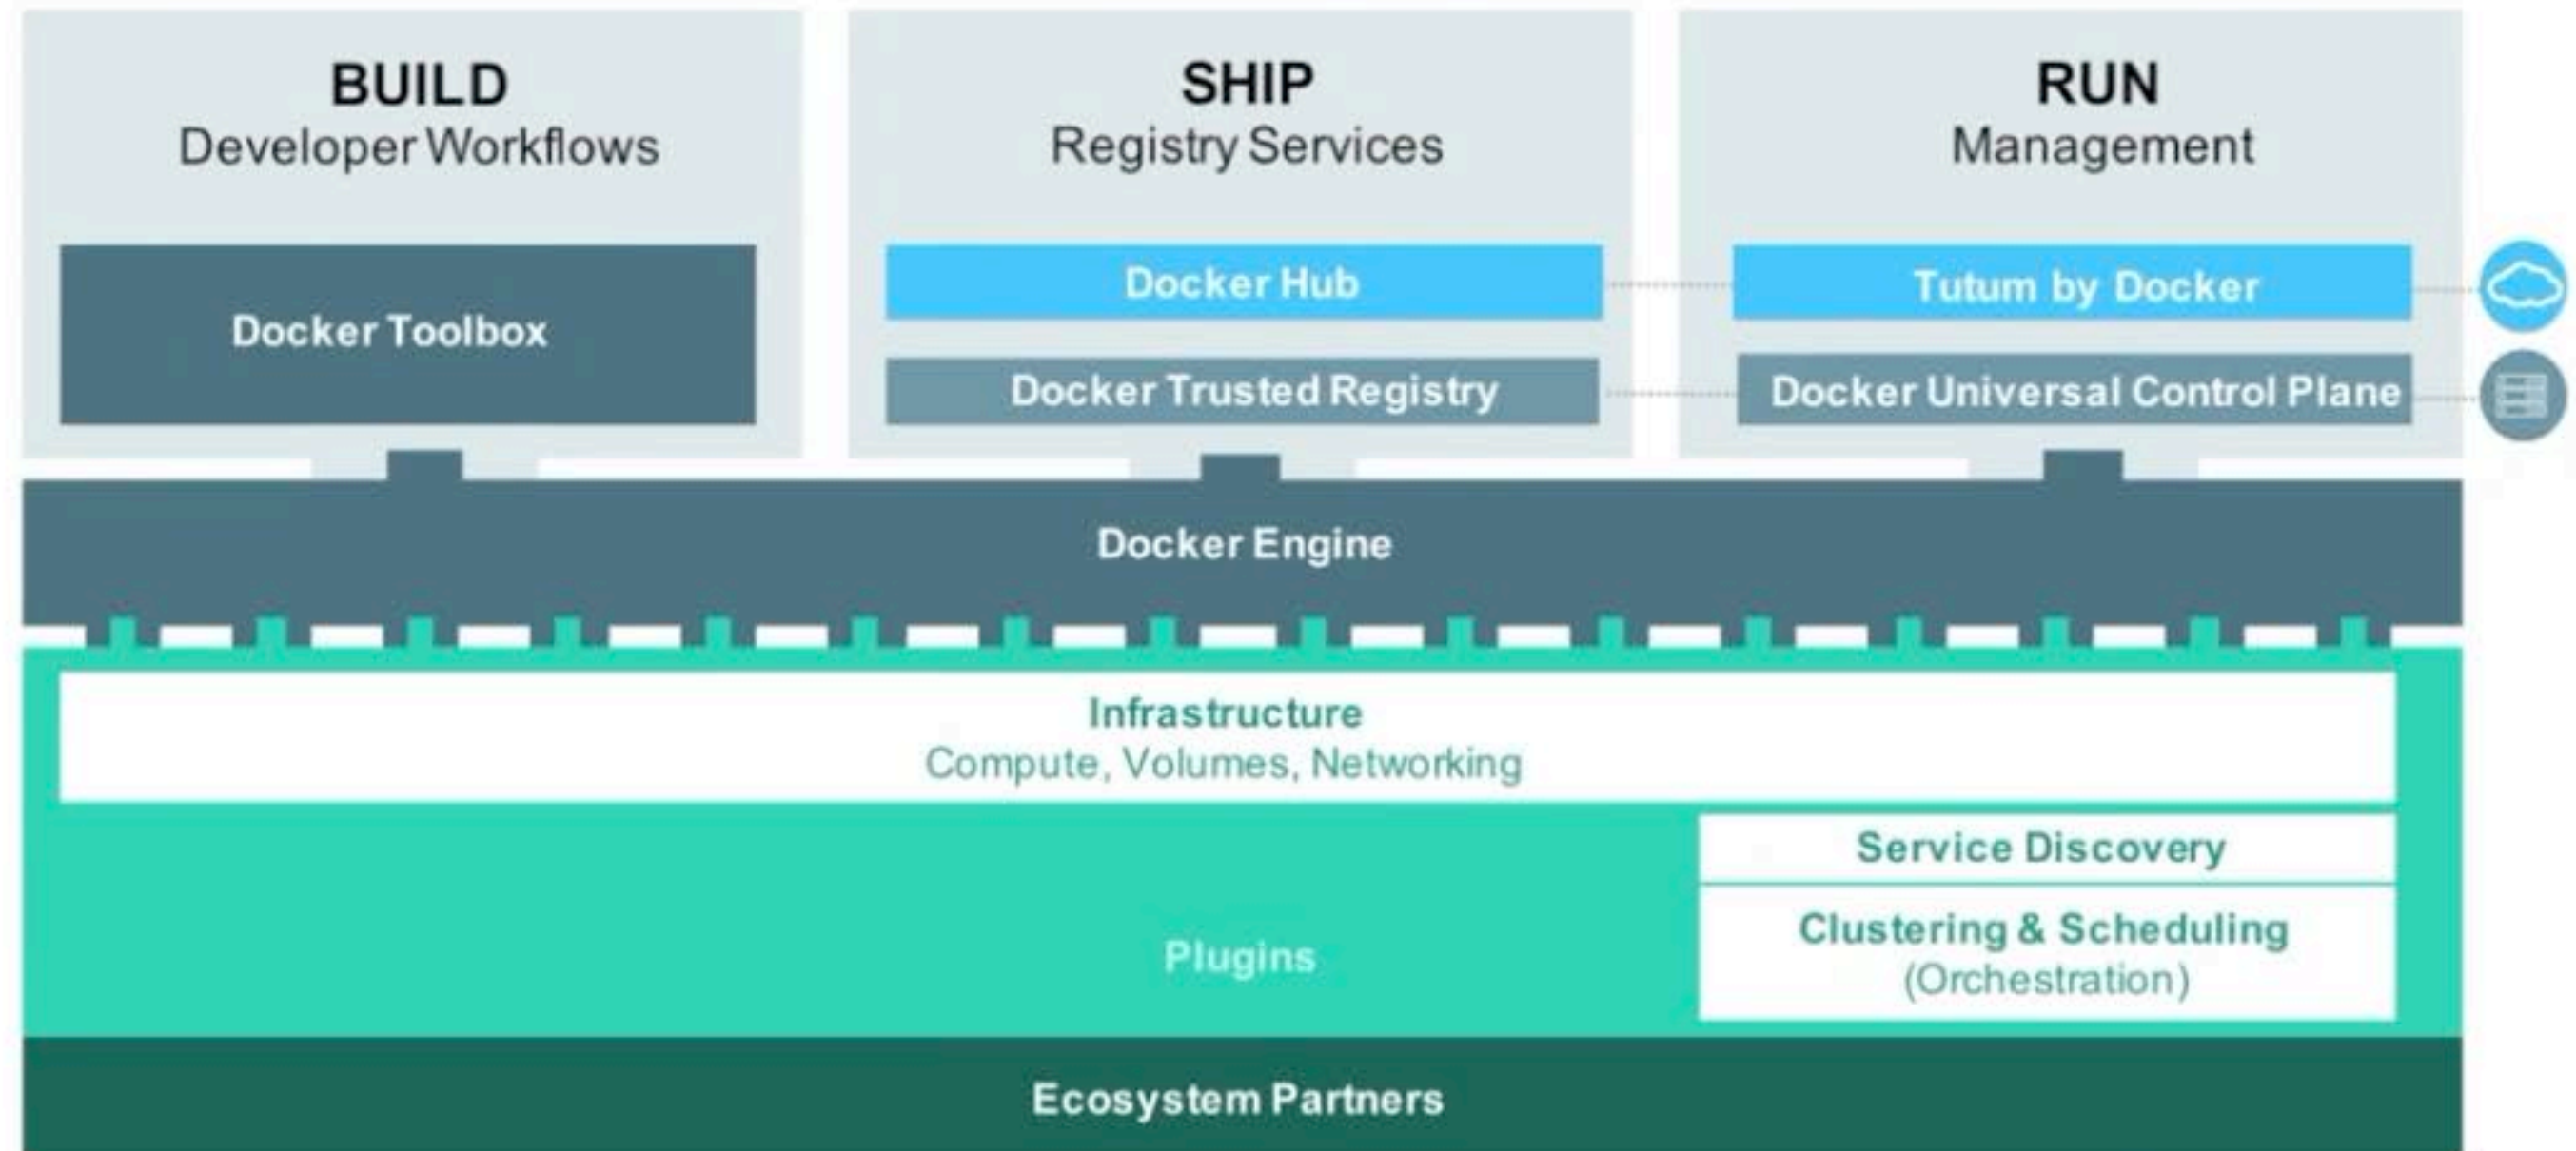 BUILD
Developer Workflows
Docker Toolbox
SHIP
Registry Services
Docker Hub
Docker Trusted Registry
RUN
Management
Tutum by Docker
Docker Universal Control Plane
Docker Engine
Infrastructure
Compute, Volumes, Networking
Plugins
Service Discovery
Clustering & Scheduling
(Orchestration)
Ecosystem Partners